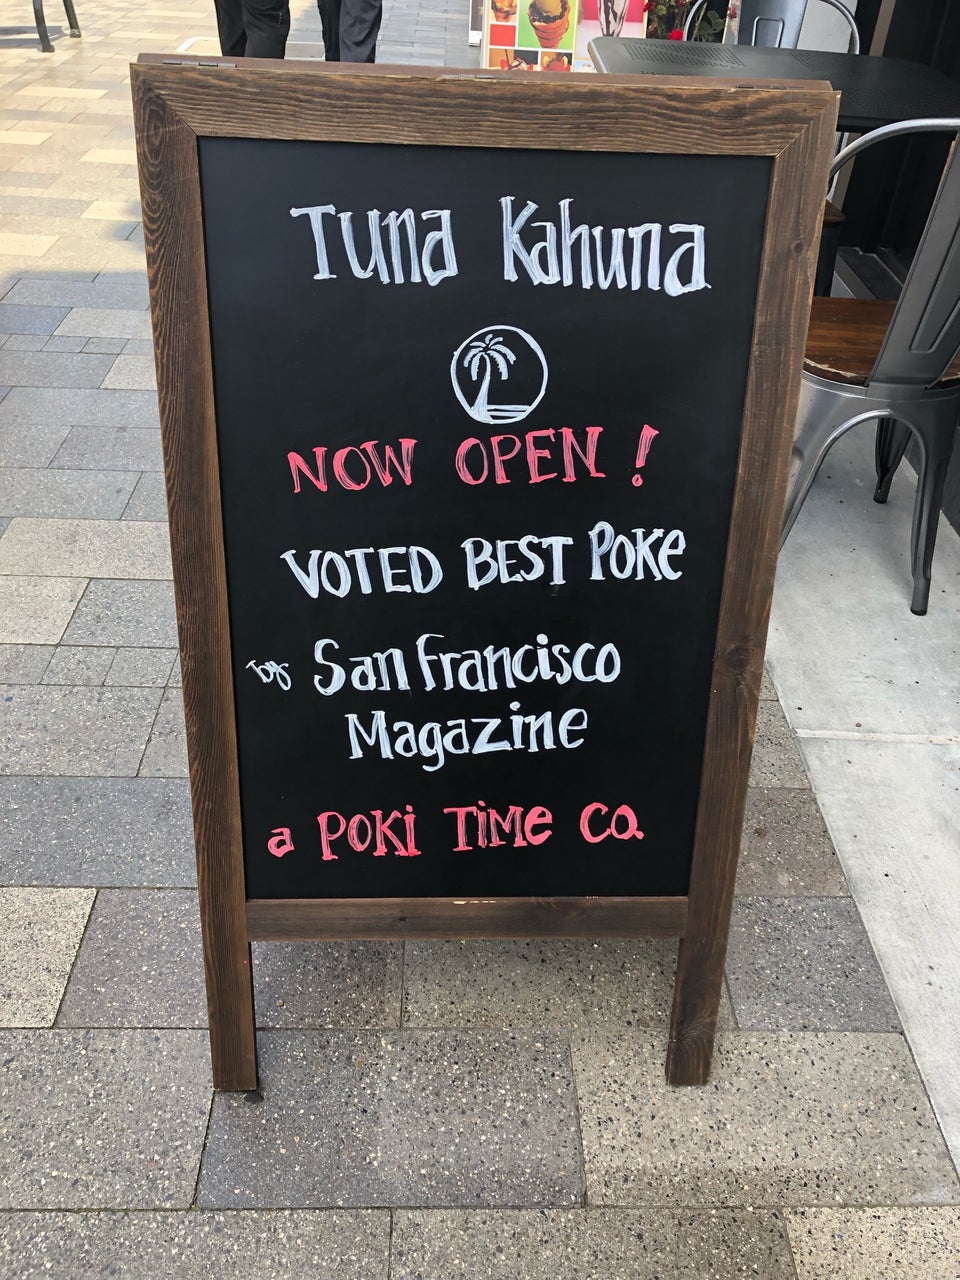 Tuna Kahuna
NOW OPEN!
VOTED BEST POKe
by San Francisco
Magazine
a POKi TiMe Co.